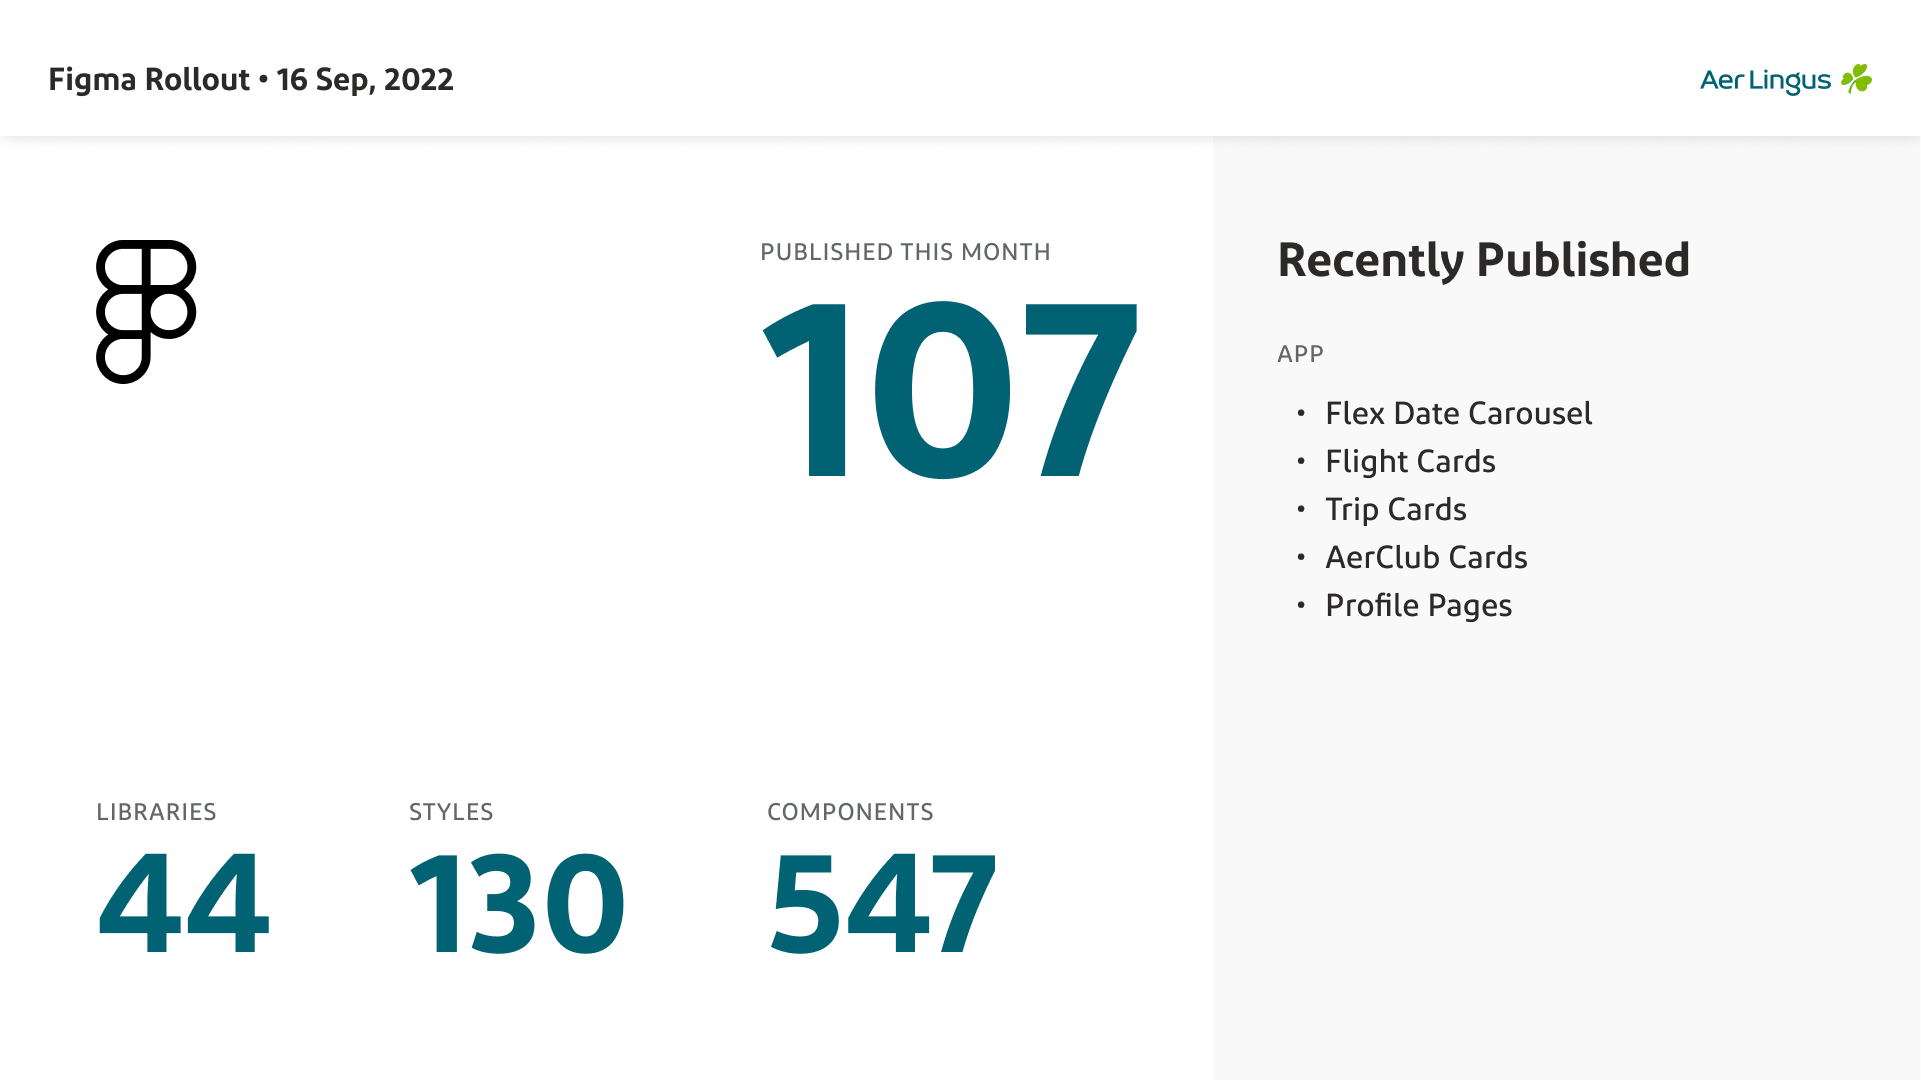 Figma Rollout • 16 Sep, 2022
Aer Lingus
PUBLISHED THIS MONTH
107
LIBRARIES
44
STYLES
130
COMPONENTS
547
Recently Published
APP
• Flex Date Carousel
• Flight Cards
• Trip Cards
• AerClub Cards
• Profile Pages